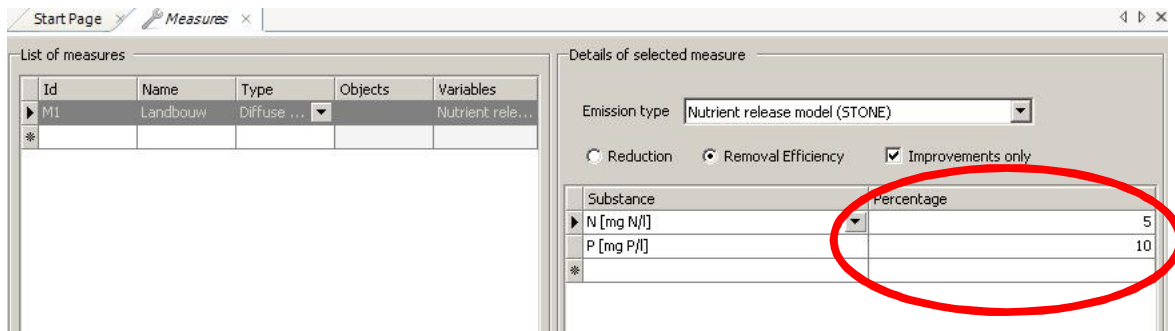 Start Page Measures
List of measures
Id Name Type Objects Variables
M1 Landbouw Diffuse ... Nutrient rele...
Details of selected measure
Emission type Nutrient release model (STONE)
Reduction Removal Efficiency Improvements only
Substance Percentage
N [mg N/l] 5
P [mg P/l] 10